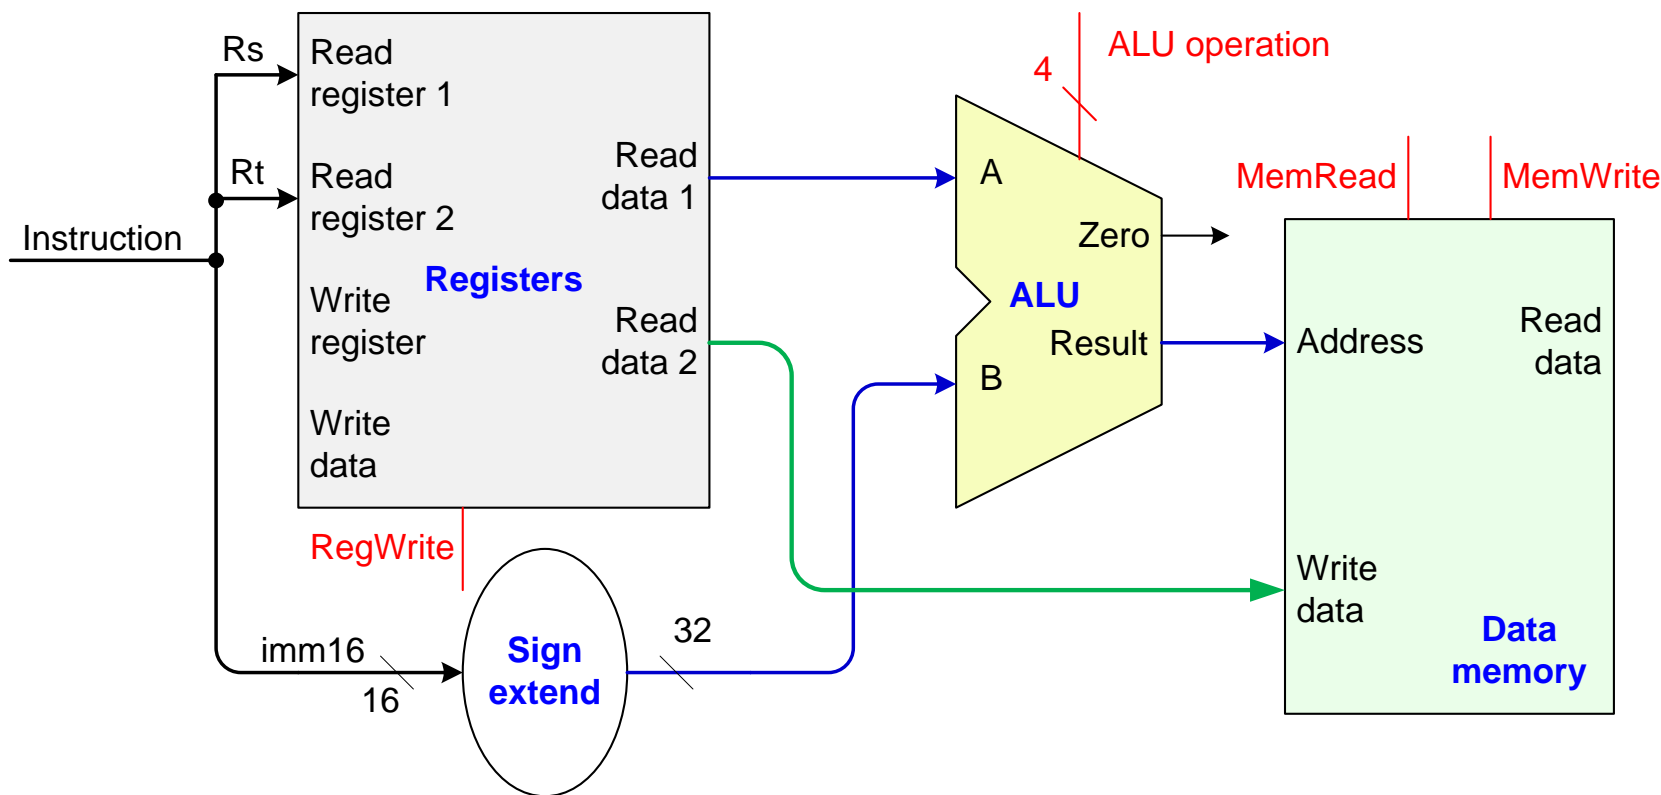 Rs
Read
register 1
Rt
Read
register 2
Instruction
Registers
Write
register
Write
data
Read
data 1
Read
data 2
RegWrite
imm16
16
Sign
extend
32
ALU operation
4
A
Zero
ALU
Result
B
MemRead
MemWrite
Address
Read
data
Write
data
Data
memory